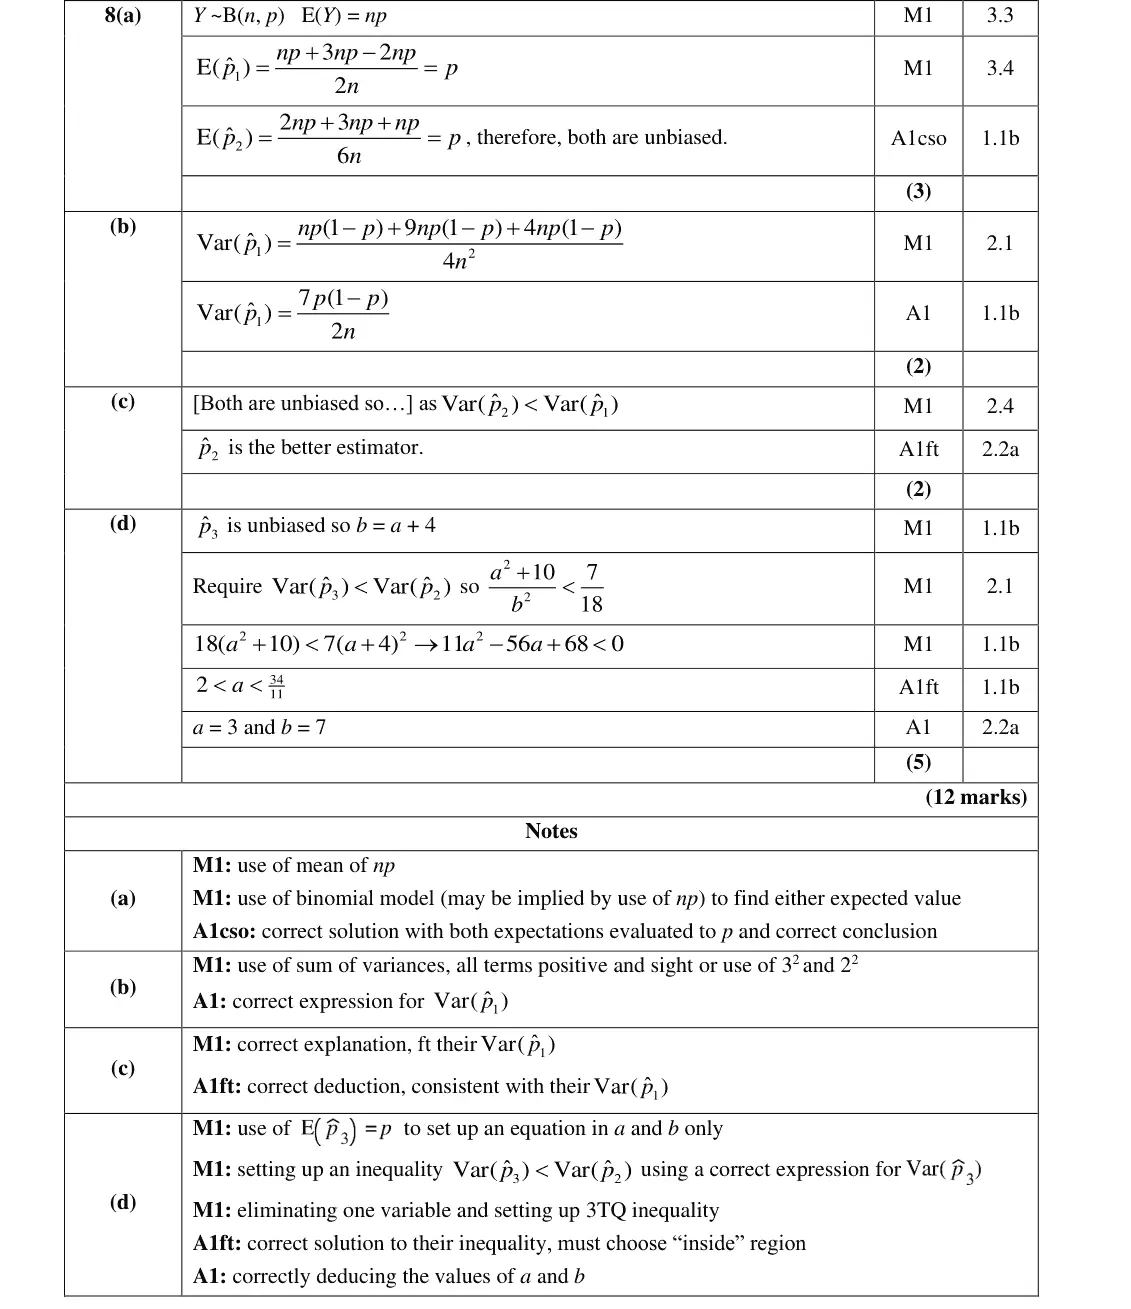 8(a) Y ~B(n, p) E(Y) = np M1 3.3
E(p̂₁) = (np + 3np − 2np)/2n = p M1 3.4
E(p̂₂) = (2np + 3np + np)/6n = p , therefore, both are unbiased. A1cso 1.1b
(3)
(b) Var(p̂₁) = (np(1 − p) + 9np(1 − p) + 4np(1 − p))/4n² M1 2.1
Var(p̂₁) = 7p(1 − p)/2n A1 1.1b
(2)
(c) [Both are unbiased so…] as Var(p̂₂) < Var(p̂₁) M1 2.4
p̂₂ is the better estimator. A1ft 2.2a
(2)
(d) p̂₃ is unbiased so b = a + 4 M1 1.1b
Require Var(p̂₃) < Var(p̂₂) so (a² + 10)/b² < 7/18 M1 2.1
18(a² + 10) < 7(a + 4)² → 11a² − 56a + 68 < 0 M1 1.1b
2 < a < 34/11 A1ft 1.1b
a = 3 and b = 7 A1 2.2a
(5)
(12 marks)
Notes
(a) M1: use of mean of np
M1: use of binomial model (may be implied by use of np) to find either expected value
A1cso: correct solution with both expectations evaluated to p and correct conclusion
(b) M1: use of sum of variances, all terms positive and sight or use of 3² and 2²
A1: correct expression for Var(p̂₁)
(c) M1: correct explanation, ft their Var(p̂₁)
A1ft: correct deduction, consistent with their Var(p̂₁)
(d) M1: use of E(p̂₃) = p to set up an equation in a and b only
M1: setting up an inequality Var(p̂₃) < Var(p̂₂) using a correct expression for Var(p̂₃)
M1: eliminating one variable and setting up 3TQ inequality
A1ft: correct solution to their inequality, must choose “inside” region
A1: correctly deducing the values of a and b